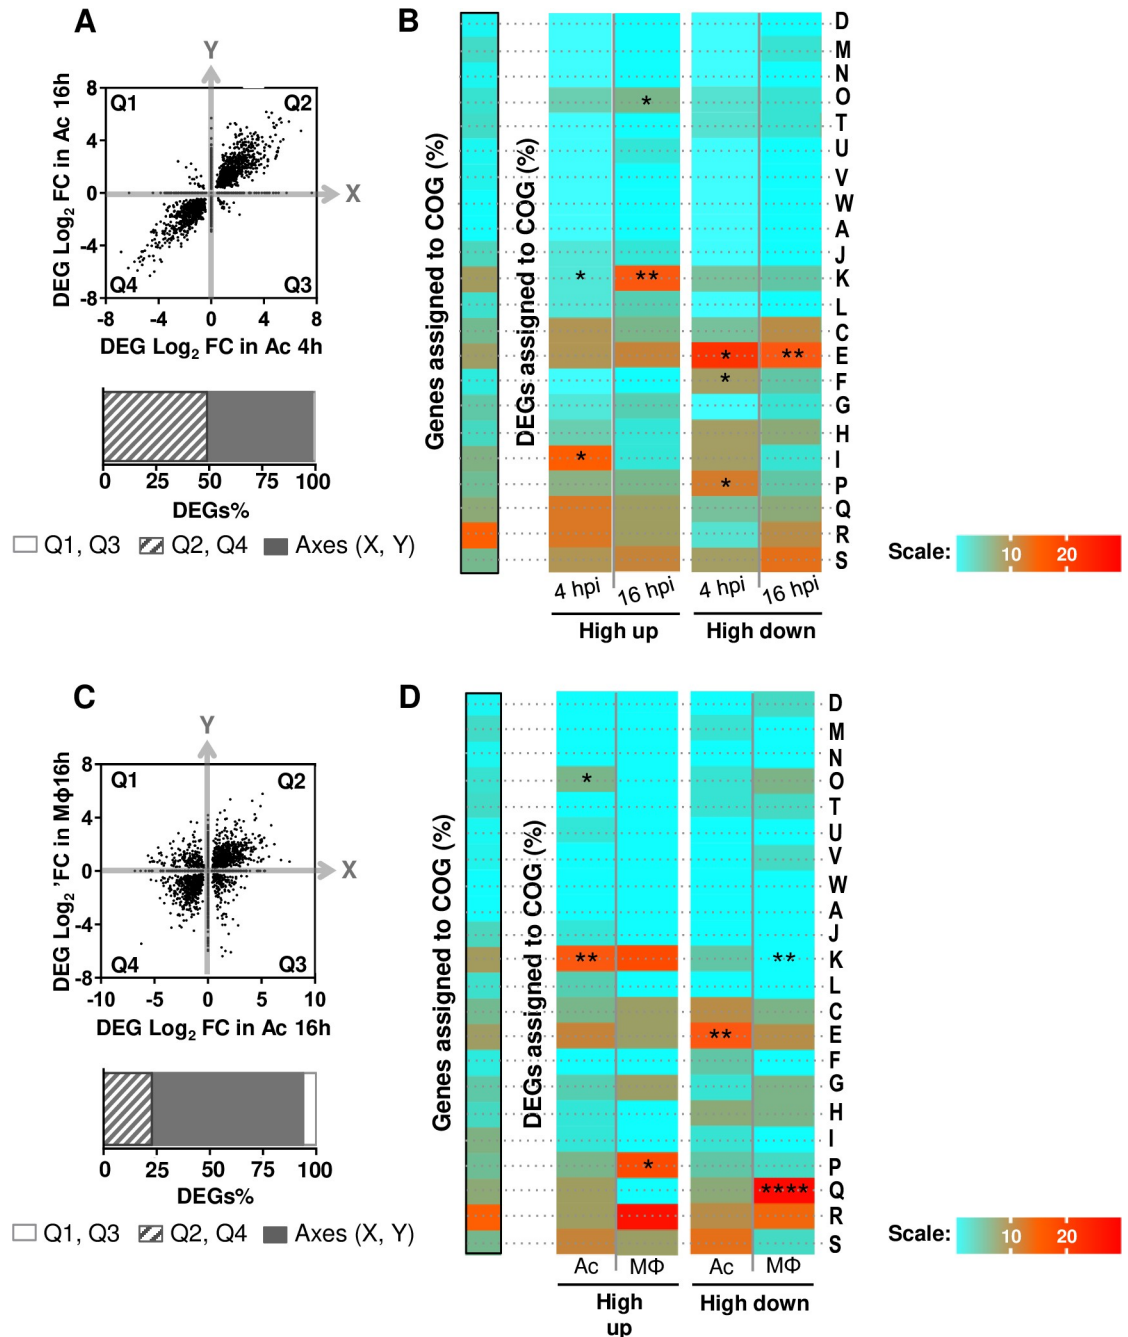 A
Y
8
4
0
-4
-8
Q1
Q2
Q4
Q3
X
DEG Log2 FC in Ac 16h
-8 -4 0 4 8
DEG Log2 FC in Ac 4h
0 25 50 75 100
DEGs%
Q1, Q3 Q2, Q4 Axes (X, Y)
B
Genes assigned to COG (%)
DEGs assigned to COG (%)
D
M
N
O *
T
U
V
W
A
J
K * **
L
C
E * **
F *
G
H
I *
P *
Q
R
S
4 hpi 16 hpi 4 hpi 16 hpi
High up High down
Scale: 10 20
C
Y
8
4
0
-4
-8
Q1
Q2
Q4
Q3
X
DEG Log2 'FC in Mφ16h
-10 -5 0 5 10
DEG Log2 FC in Ac 16h
0 25 50 75 100
DEGs%
Q1, Q3 Q2, Q4 Axes (X, Y)
D
Genes assigned to COG (%)
DEGs assigned to COG (%)
D
M
N
O *
T
U
V
W
A
J
K ** **
L
C
E **
F
G
H
I
P *
Q ****
R
S
Ac MΦ Ac MΦ
High
up
High down
Scale: 10 20